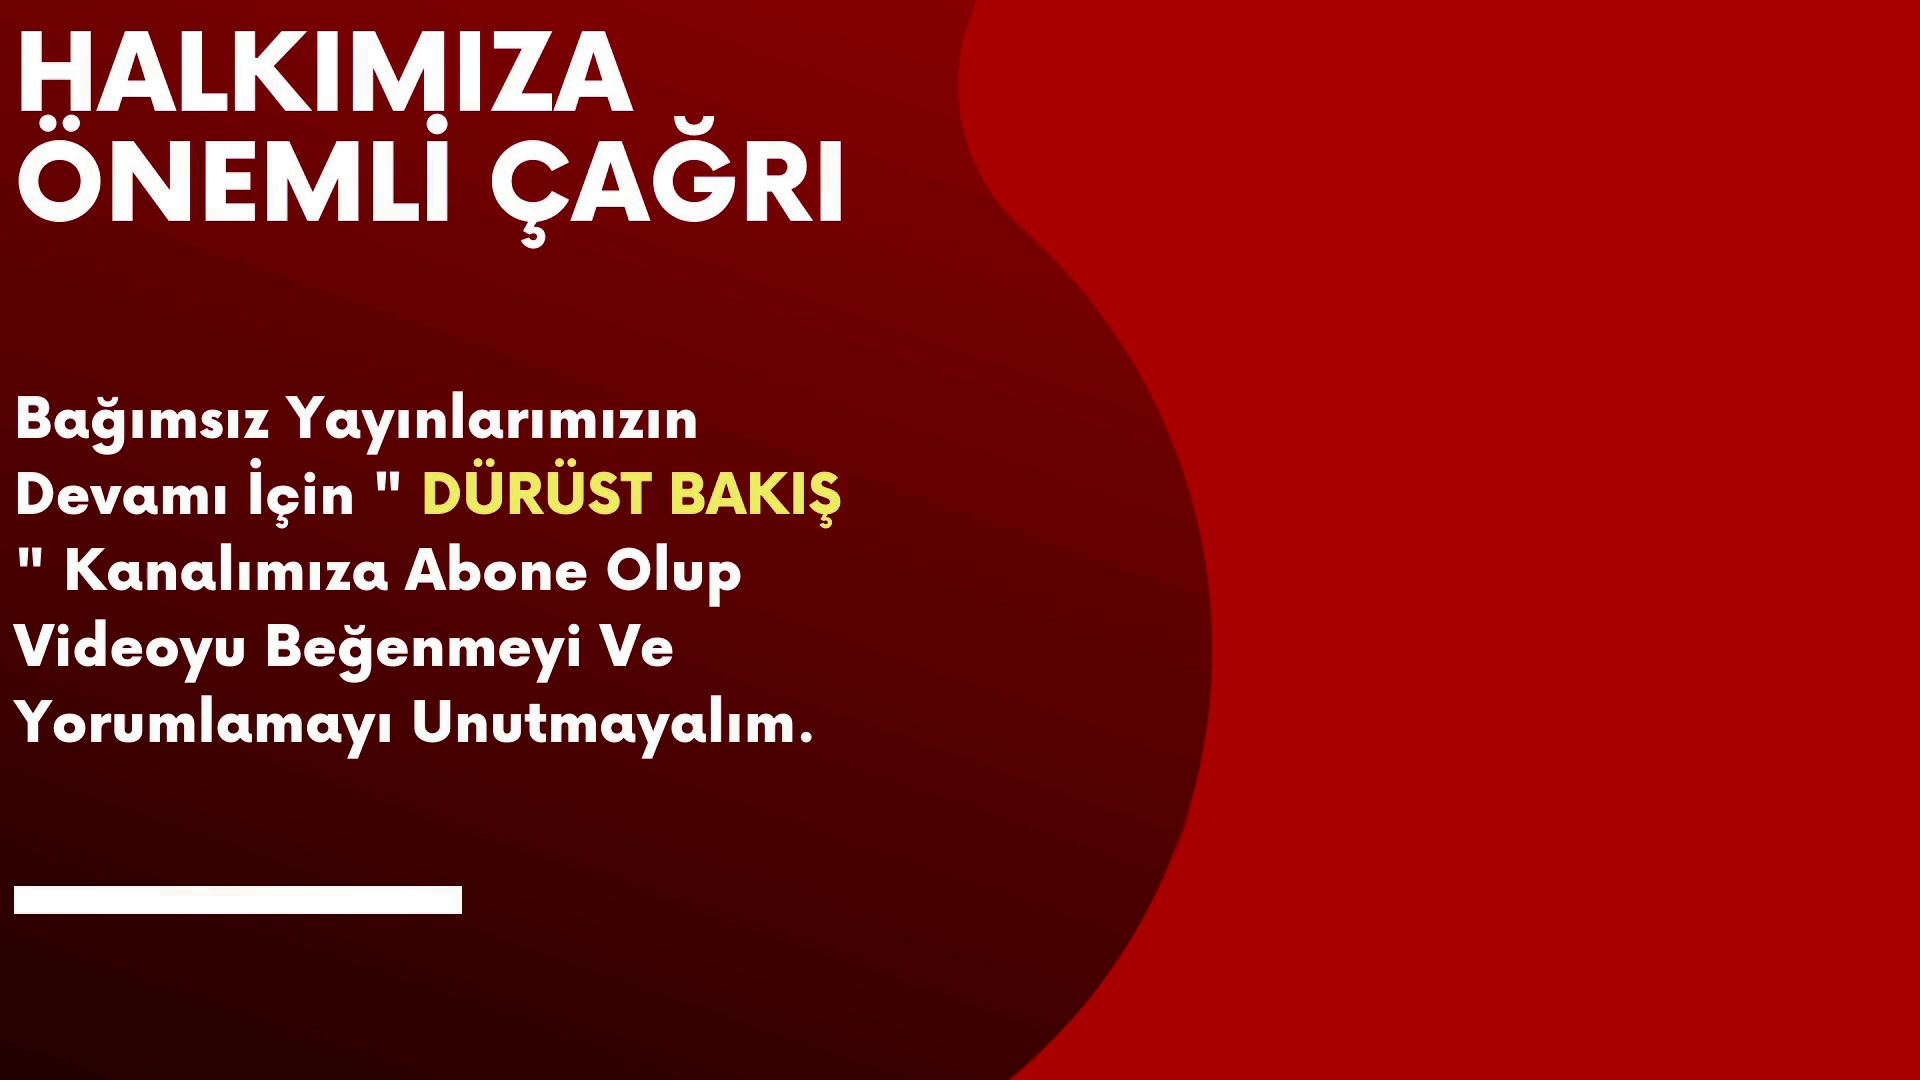 HALKIMIZA
ÖNEMLİ ÇAĞRI
Bağımsız Yayınlarımızın
Devamı İçin " DÜRÜST BAKIŞ
" Kanalımıza Abone Olup
Videoyu Beğenmeyi Ve
Yorumlamayı Unutmayalım.